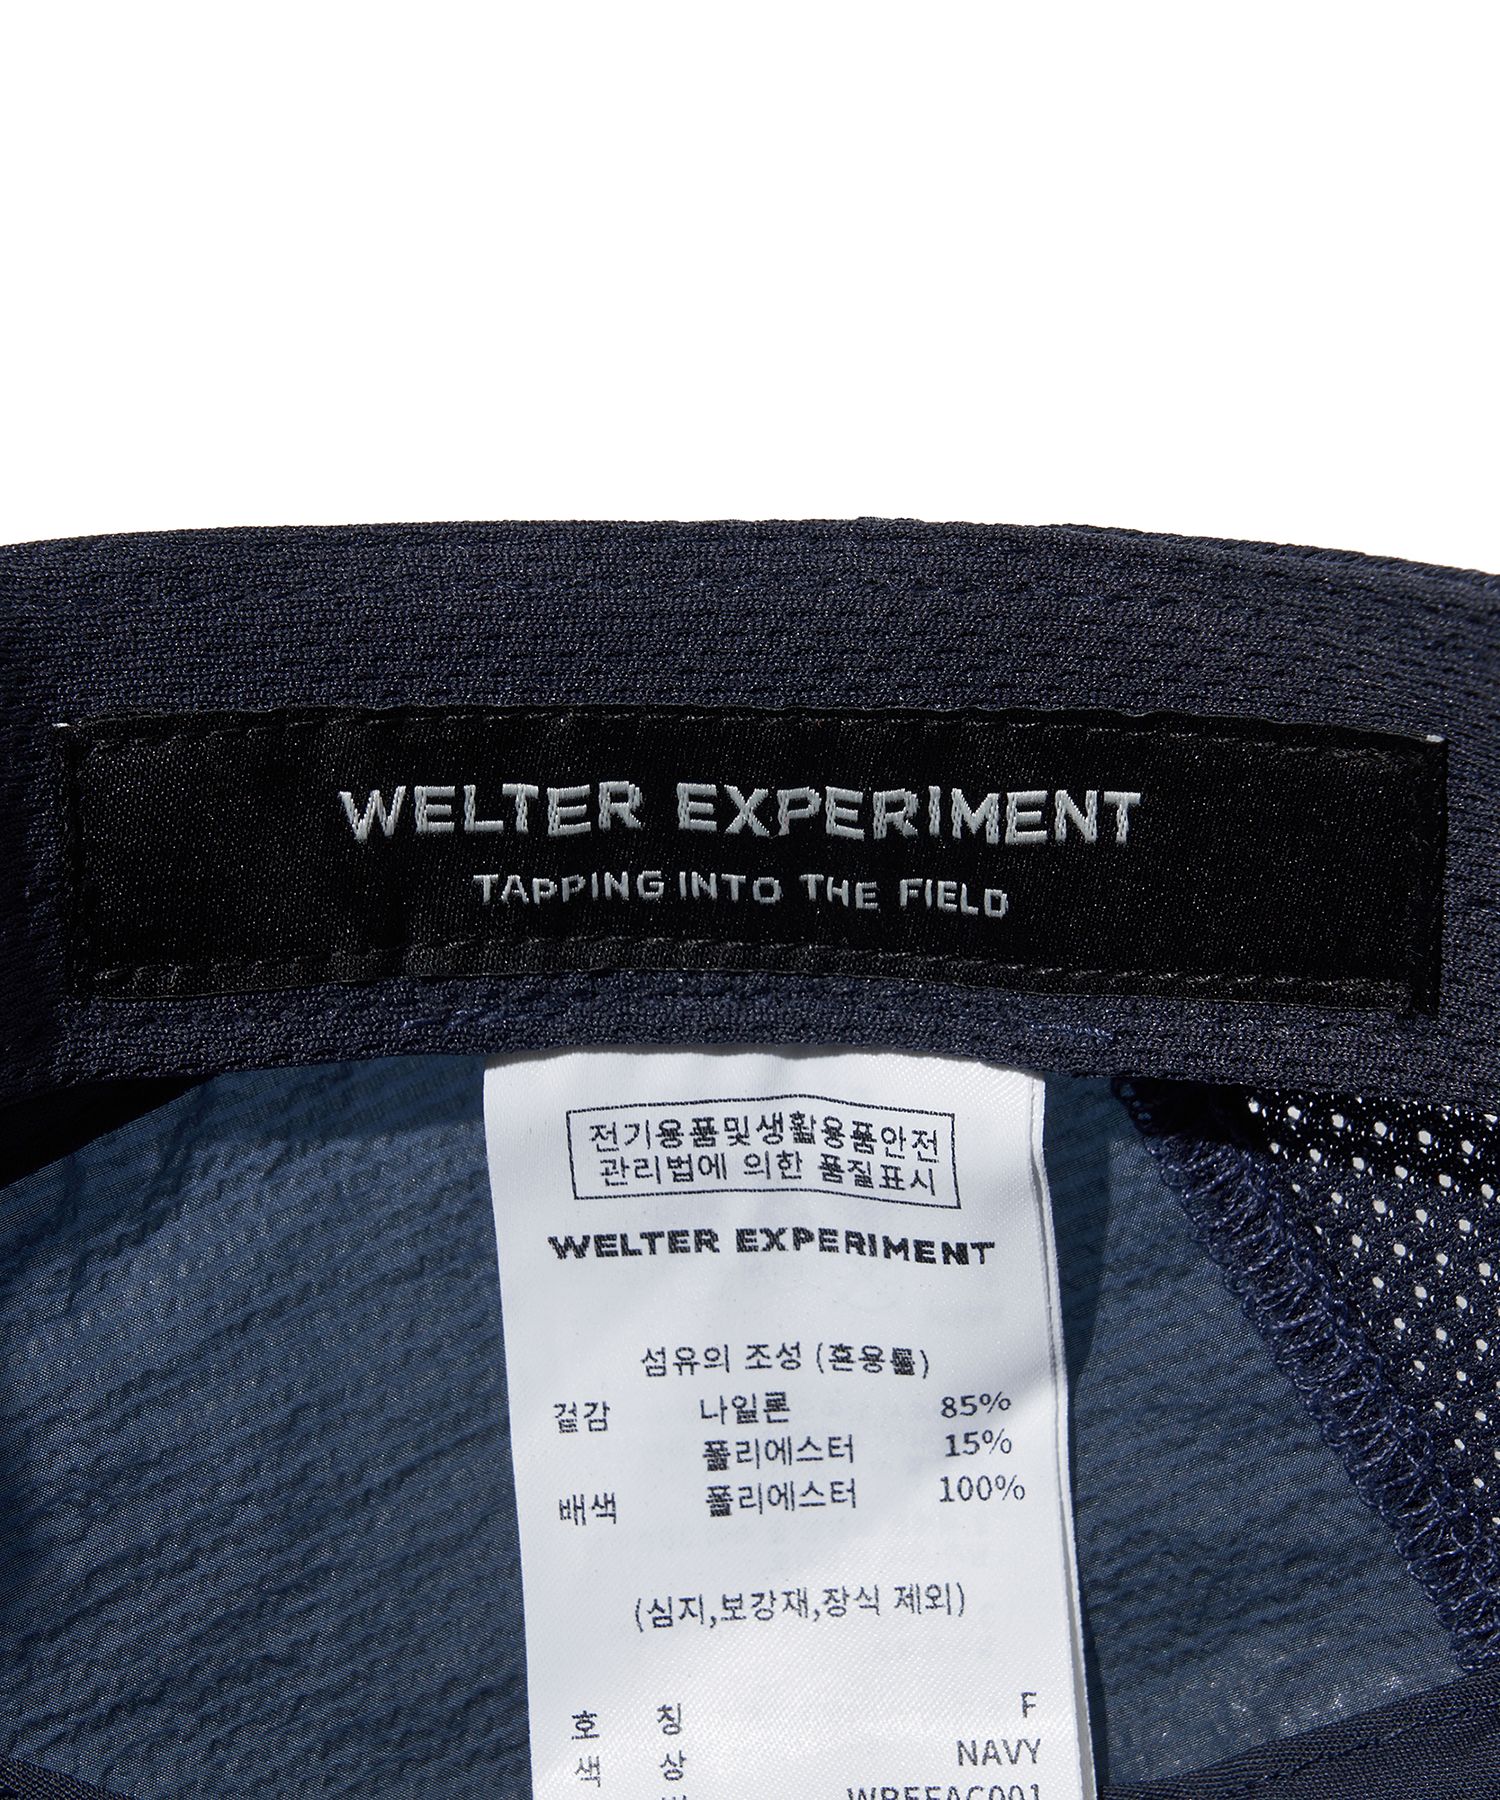 WELTER EXPERIMENT
TAPPING INTO THE FIELD
전기용품및생활용품안전
관리법에 의한 품질표시
WELTER EXPERIMENT
섬유의 조성 (혼용률)
겉감 나일론 85%
폴리에스터 15%
배색 폴리에스터 100%
(심지,보강재,장식 제외)
호 칭 F
색 상 NAVY